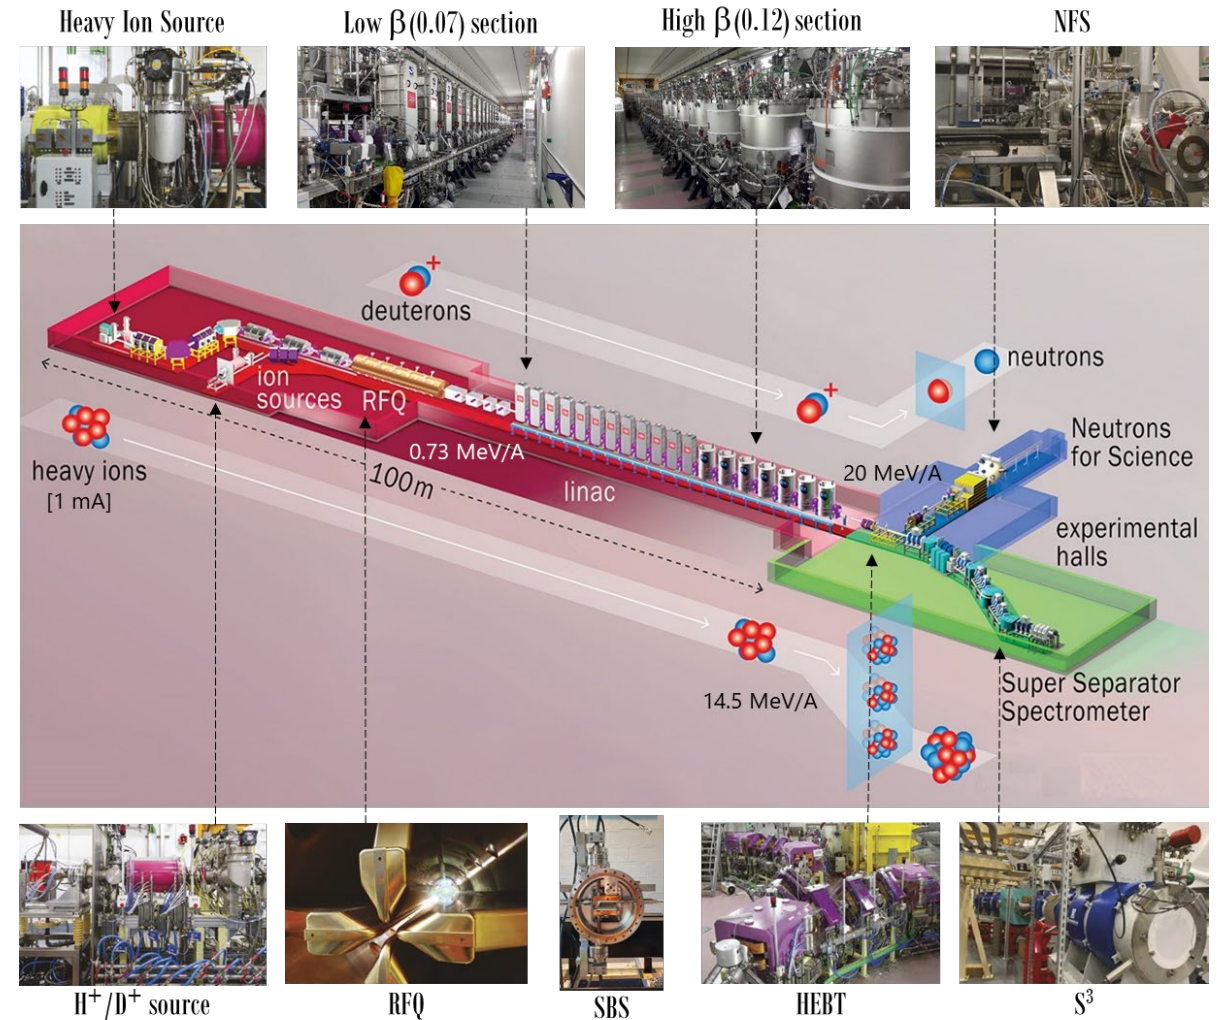 Heavy Ion Source
Low β(0.07) section
High β(0.12) section
NFS
+
deuterons
neutrons
+
ion
sources
RFQ
Neutrons
for Science
0.73 MeV/A
20 MeV/A
heavy ions
[1 mA]
100m
linac
experimental
halls
14.5 MeV/A
Super Separator
Spectrometer
H+/D+ source
RFQ
SBS
HEBT
S3